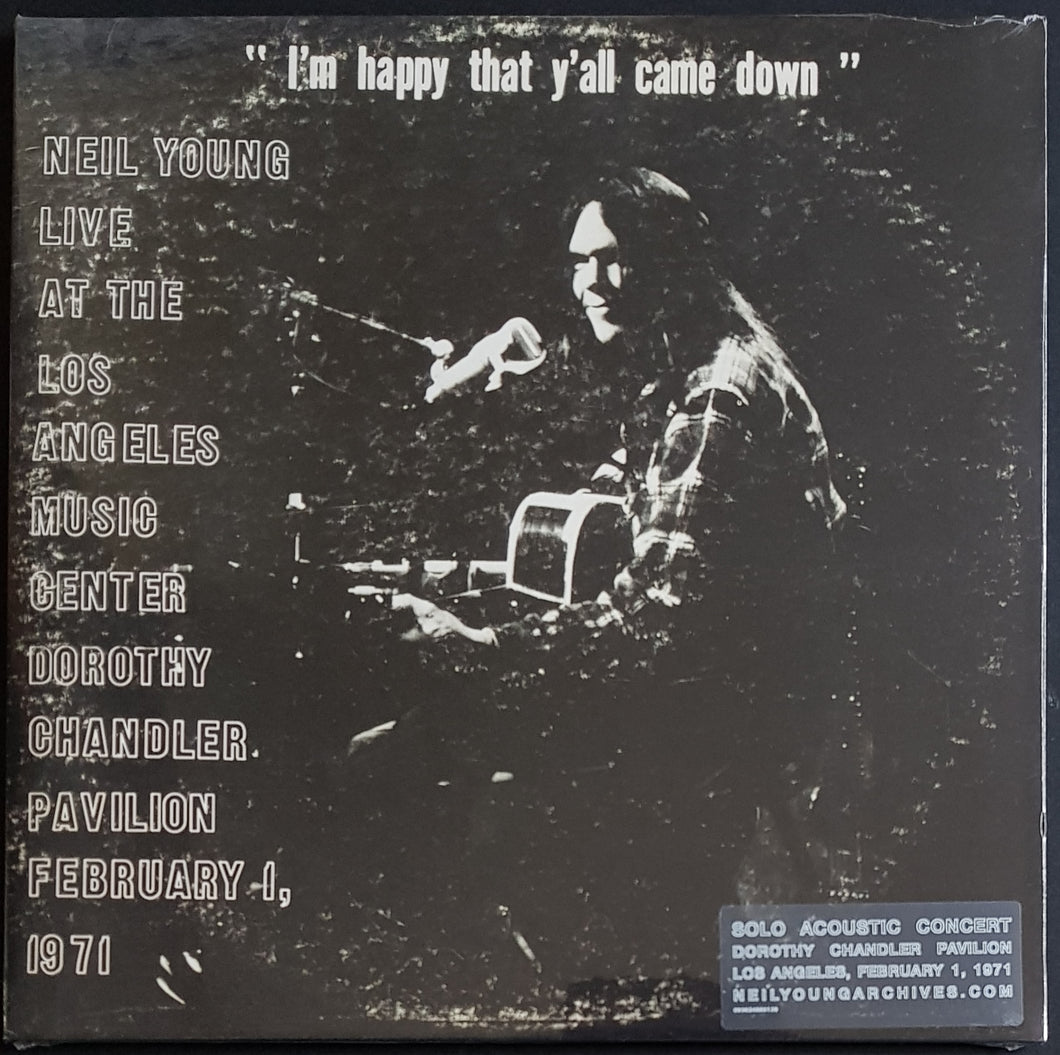 “ I'm happy that y'all came down ”
NEIL YOUNG
LIVE
AT THE
LOS
ANGELES
MUSIC
CENTER
DOROTHY
CHANDLER
PAVILION
FEBRUARY 1,
1971
SOLO ACOUSTIC CONCERT
DOROTHY CHANDLER PAVILION
LOS ANGELES, FEBRUARY 1, 1971
NEILYOUNGARCHIVES.COM